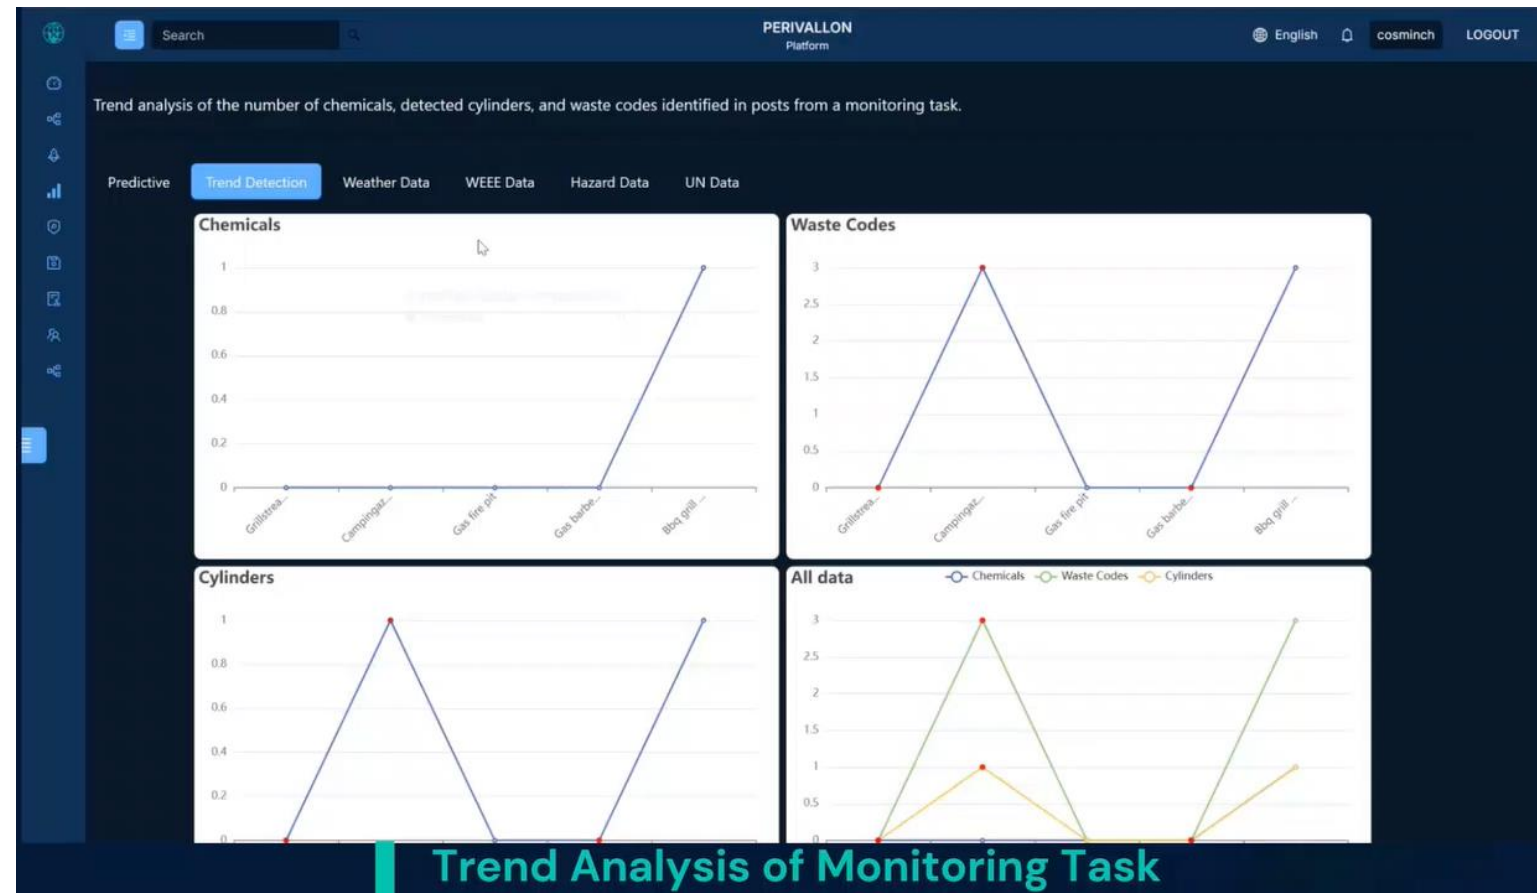 Search
PERIVALLON
Platform
English
cosminch
LOGOUT
Trend analysis of the number of chemicals, detected cylinders, and waste codes identified in posts from a monitoring task.
Predictive
Trend Detection
Weather Data
WEEE Data
Hazard Data
UN Data
Chemicals
1
0.8
0.6
0.4
0.2
0
Grillstrea...
Campingaz...
Gas fire pit
Gas barbe...
Bbq grill ...
Waste Codes
3
2.5
2
1.5
1
0.5
0
Grillstrea...
Campingaz...
Gas fire pit
Gas barbe...
Bbq grill ...
Cylinders
1
0.8
0.6
0.4
0.2
0
All data
Chemicals
Waste Codes
Cylinders
3
2.5
2
1.5
1
0.5
0
Trend Analysis of Monitoring Task